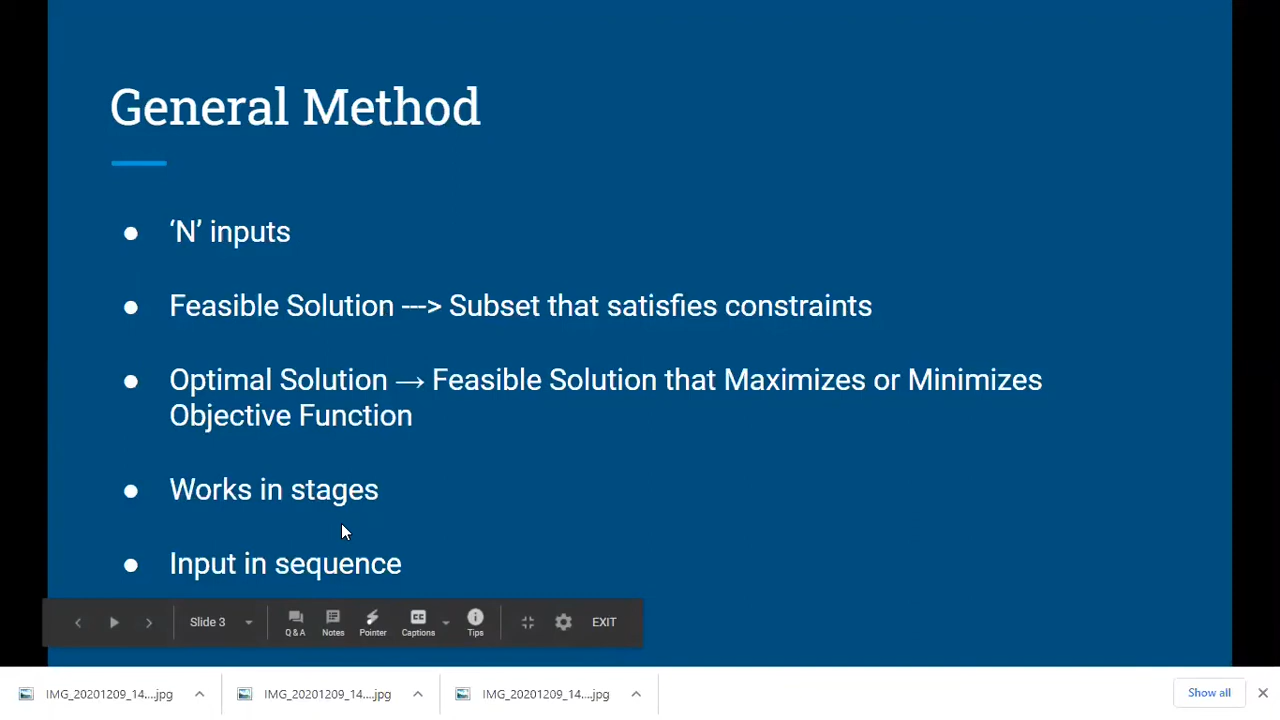 General Method
● ‘N’ inputs
● Feasible Solution ---> Subset that satisfies constraints
● Optimal Solution → Feasible Solution that Maximizes or Minimizes
Objective Function
● Works in stages
● Input in sequence
Slide 3
Q&A
Notes
Pointer
CC
Captions
Tips
EXIT
IMG_20201209_14....jpg
IMG_20201209_14....jpg
IMG_20201209_14....jpg
Show all